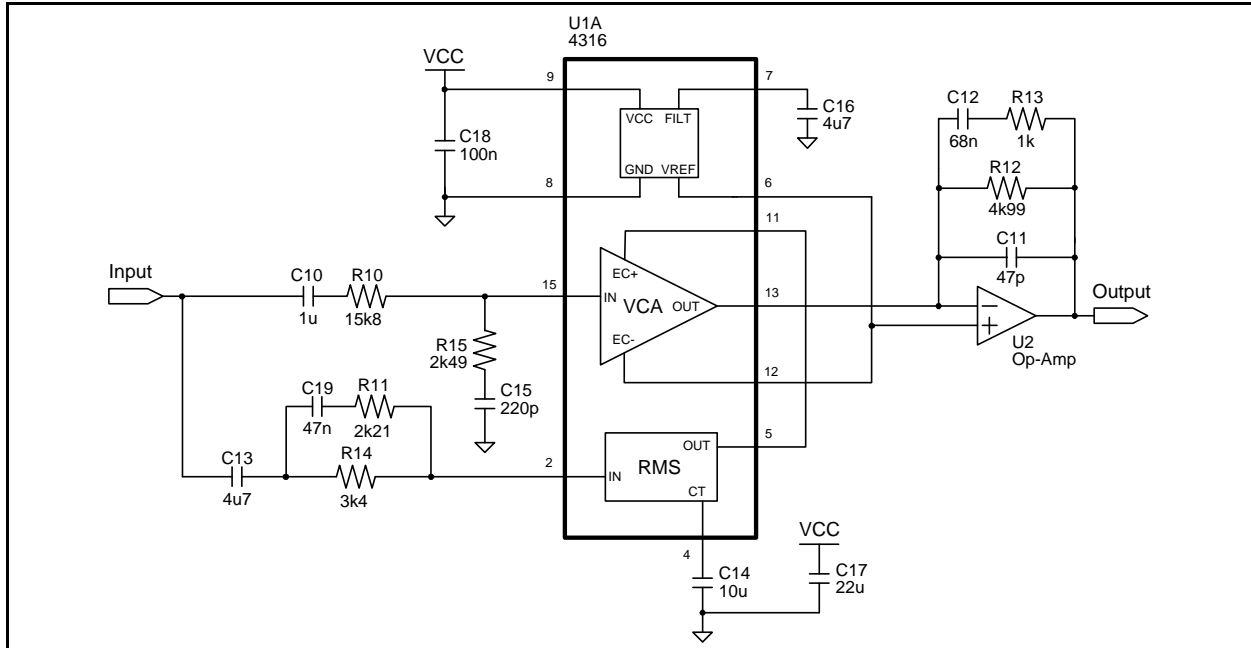 U1A
4316
VCC
9
7
C18
100n
VCC
FILT
GND
VREF
C16
4u7
8
6
11
C12
68n
R13
1k
R12
4k99
C11
47p
Input
C10
1u
R10
15k8
15
EC+
IN
VCA
OUT
EC-
13
Output
U2
Op-Amp
R15
2k49
C15
220p
12
C19
47n
R11
2k21
5
C13
4u7
R14
3k4
2
OUT
IN
RMS
CT
4
VCC
C14
10u
C17
22u